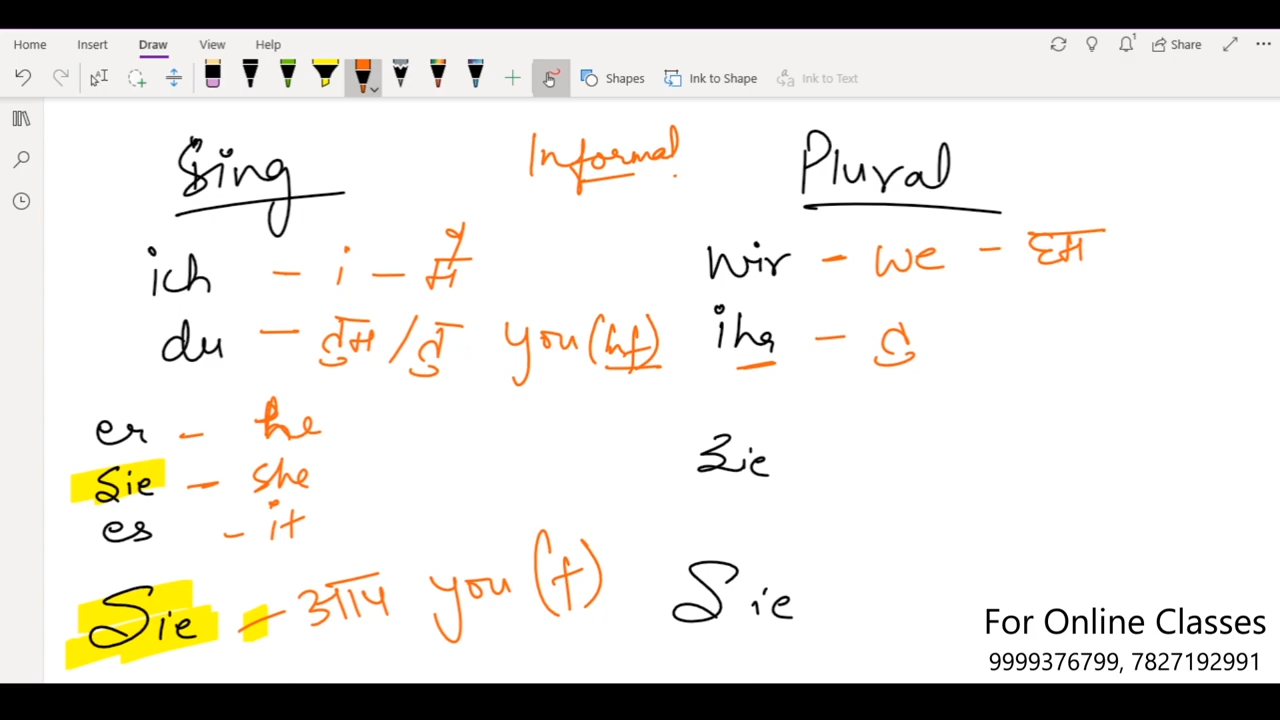 Home Insert Draw View Help
Share
Shapes Ink to Shape Ink to Text
Sing Informal Plural
ich - i - मैं wir - we - हम
du - तुम / तु you (nf) ihr - तु
er - he
Sie - she Sie
es - it
Sie - आप you (f) Sie
For Online Classes
9999376799, 7827192991